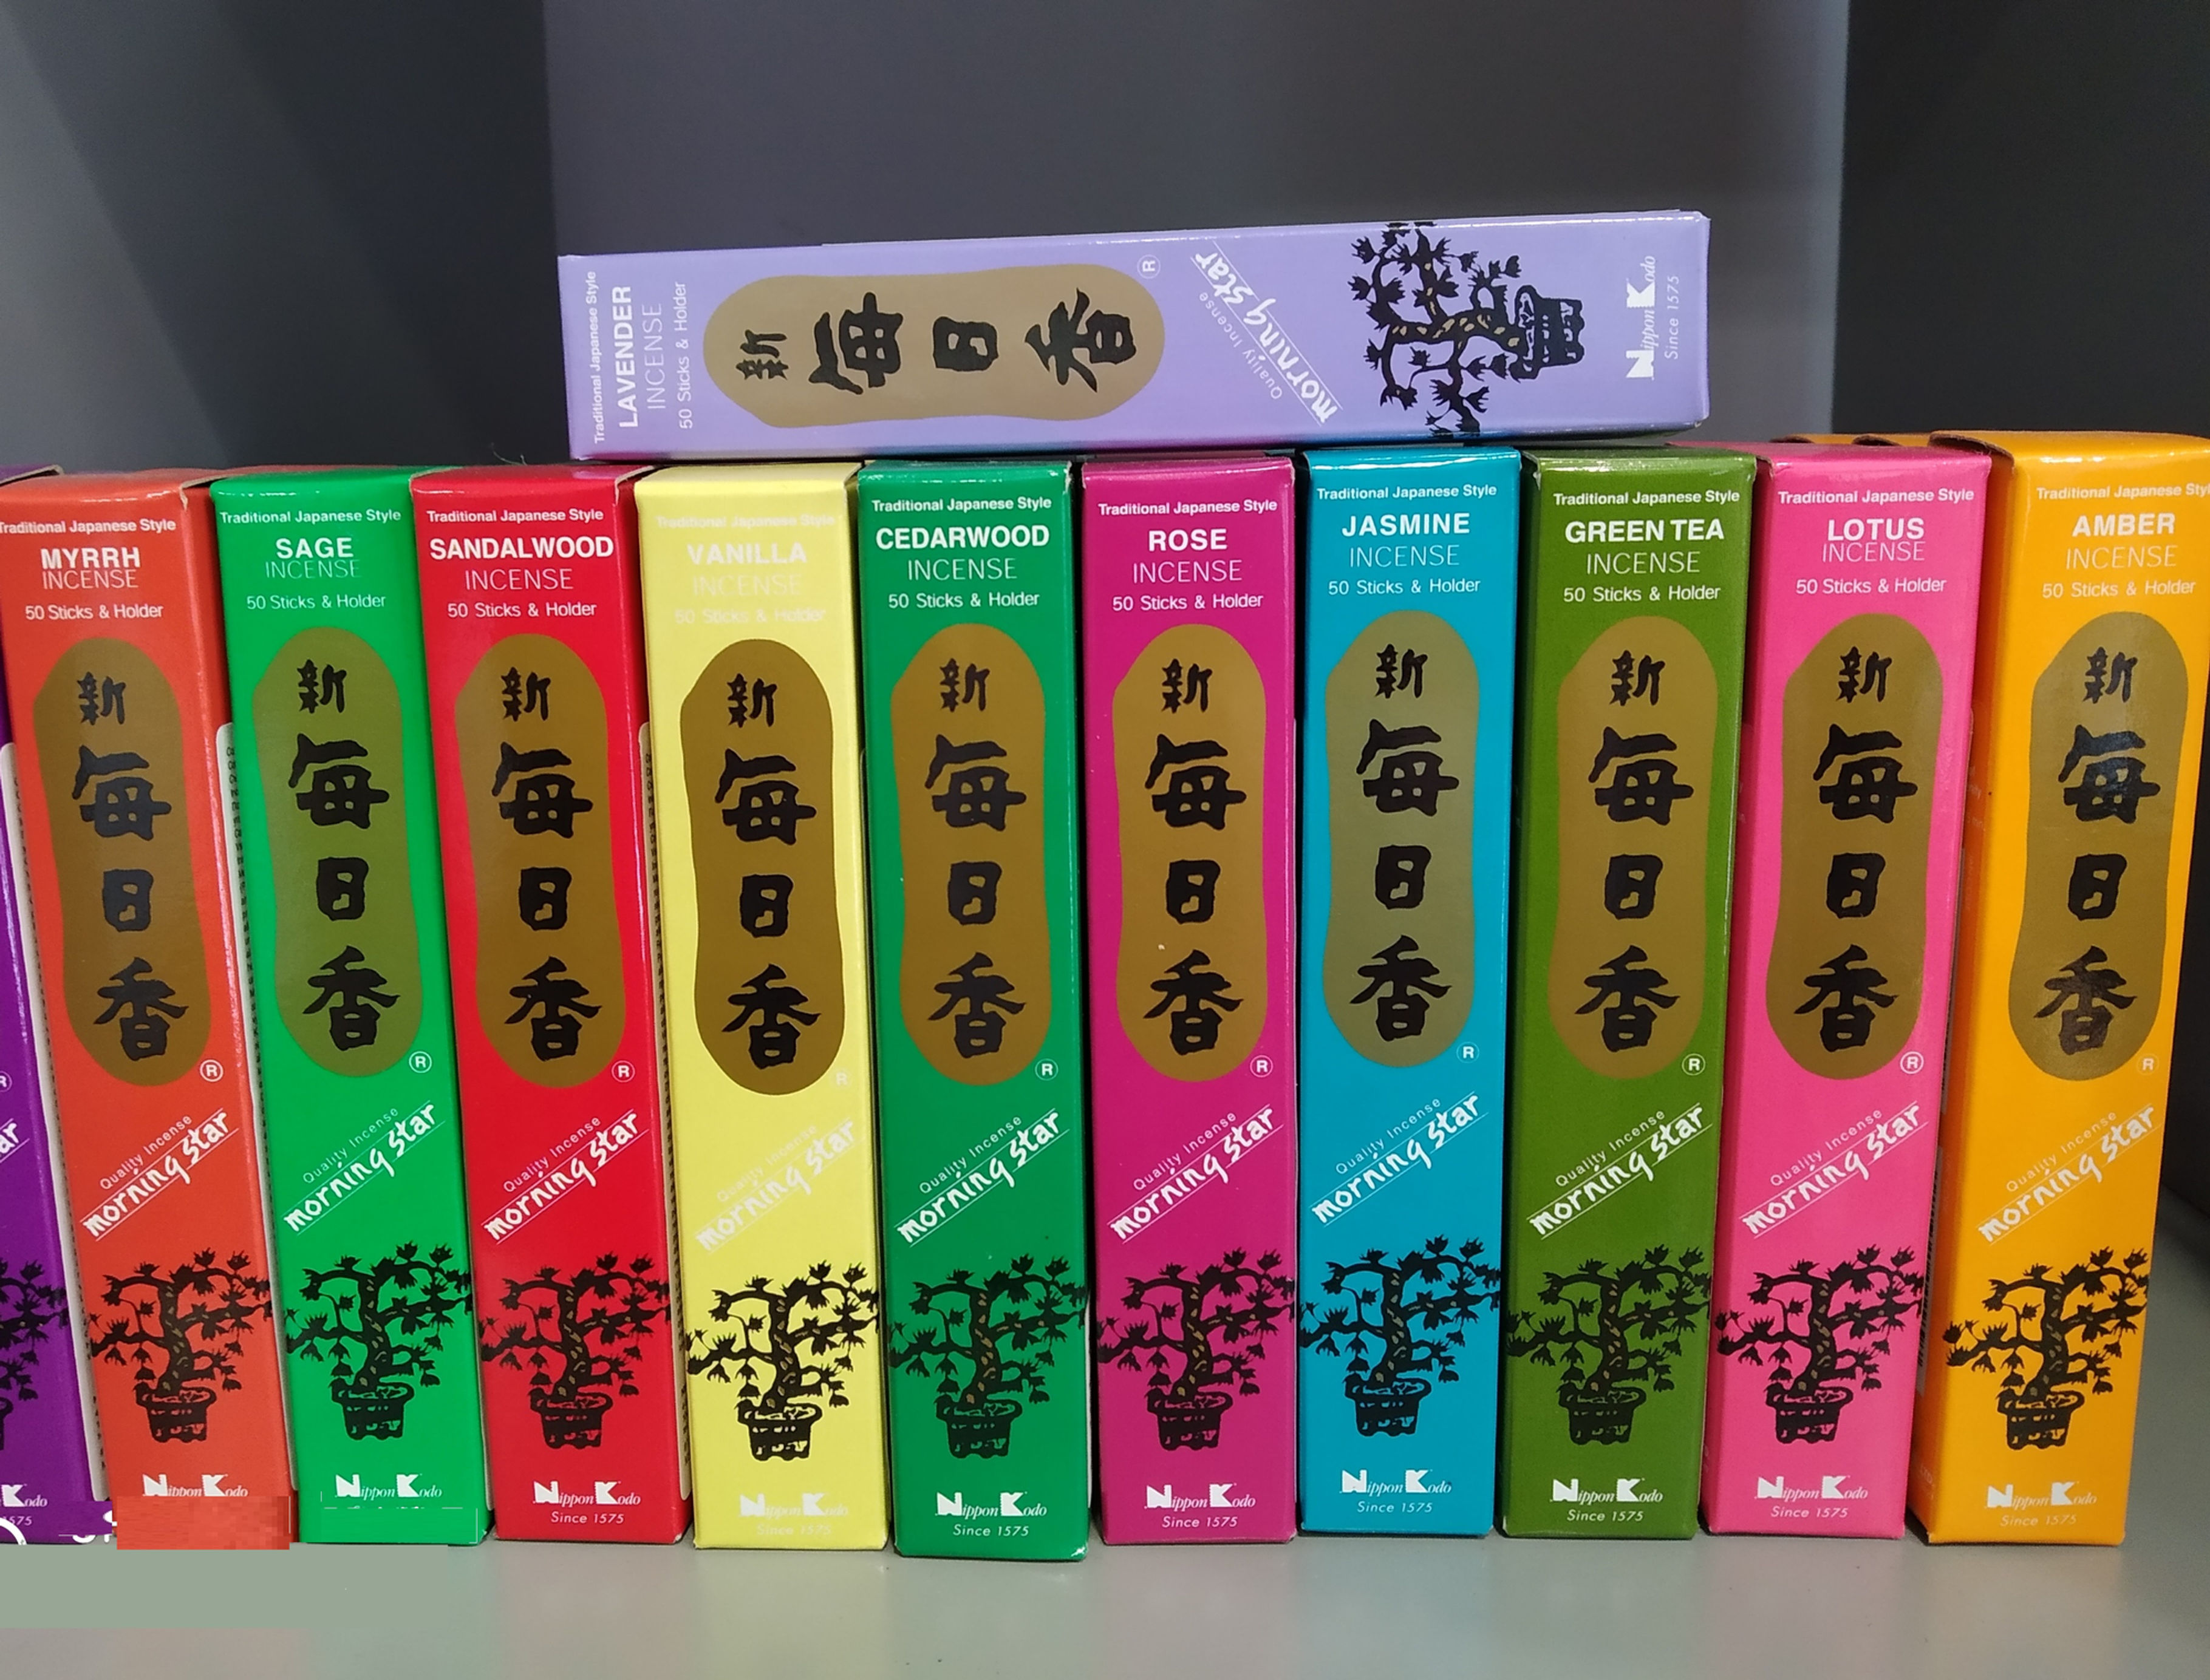 Traditional Japanese Style
LAVENDER
INCENSE
50 Sticks & Holder
新
毎
日
香
®
Quality Incense
morning star
Nippon Kodo
Since 1575
®
1575
Traditional Japanese Style
MYRRH
INCENSE
50 Sticks & Holder
新
毎
日
香
®
Quality Incense
morning star
Nippon Kodo
Traditional Japanese Style
SAGE
INCENSE
50 Sticks & Holder
新
毎
日
香
®
Quality Incense
morning star
Nippon Kodo
Traditional Japanese Style
SANDALWOOD
INCENSE
50 Sticks & Holder
新
毎
日
香
®
Quality Incense
morning star
Nippon Kodo
Since 1575
Traditional Japanese Style
VANILLA
INCENSE
50 Sticks & Holder
新
毎
日
香
®
Quality Incense
morning star
Nippon Kodo
Since 1575
Traditional Japanese Style
CEDARWOOD
INCENSE
50 Sticks & Holder
新
毎
日
香
®
Quality Incense
morning star
Nippon Kodo
Since 1575
Traditional Japanese Style
ROSE
INCENSE
50 Sticks & Holder
新
毎
日
香
®
Quality Incense
morning star
Nippon Kodo
Since 1575
Traditional Japanese Style
JASMINE
INCENSE
50 Sticks & Holder
新
毎
日
香
®
Quality Incense
morning star
Nippon Kodo
Since 1575
Traditional Japanese Style
GREEN TEA
INCENSE
50 Sticks & Holder
新
毎
日
香
®
Quality Incense
morning star
Nippon Kodo
Since 1575
Traditional Japanese Style
LOTUS
INCENSE
50 Sticks & Holder
新
毎
日
香
®
Quality Incense
morning star
Nippon Kodo
Since 1575
Traditional Japanese Style
AMBER
INCENSE
50 Sticks & Holder
新
毎
日
香
®
Quality Incense
morning star
Nippon Kodo
Since 1575